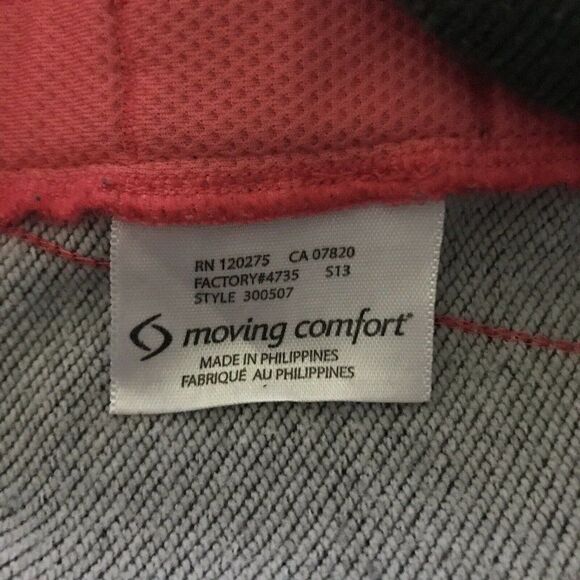 RN 120275 CA 07820
FACTORY#4735 S13
STYLE 300507
moving comfort®
MADE IN PHILIPPINES
FABRIQUÉ AU PHILIPPINES